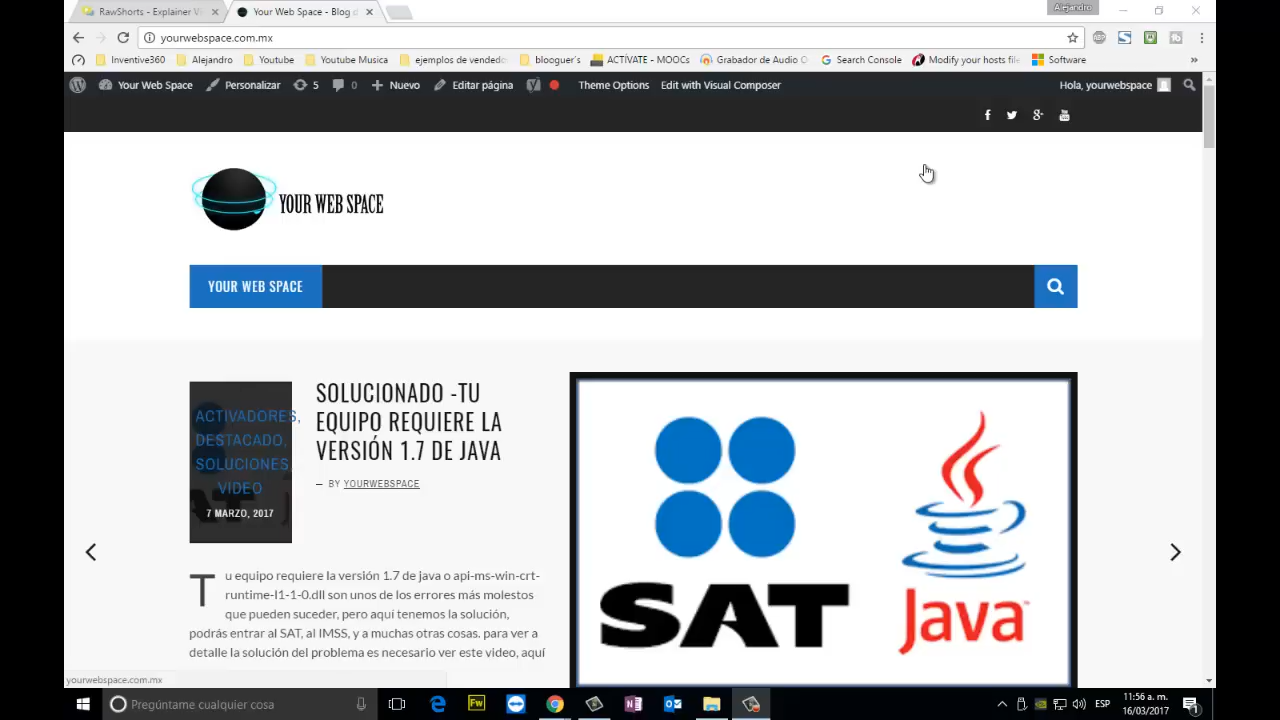 RawShorts - Explainer Vi
Your Web Space - Blog d
Alejandro
yourwebspace.com.mx
Inventive360
Alejandro
Youtube
Youtube Musica
ejemplos de vendedo
bloguer's
ACTÍVATE - MOOCs
Grabador de Audio O
Search Console
Modify your hosts file
Software
Your Web Space
Personalizar
5
0
Nuevo
Editar página
Theme Options
Edit with Visual Composer
Hola, yourwebspace
YOUR WEB SPACE
YOUR WEB SPACE
ACTIVADORES,
DESTACADO,
SOLUCIONES,
VIDEO
7 MARZO, 2017
SOLUCIONADO -TU
EQUIPO REQUIERE LA
VERSIÓN 1.7 DE JAVA
BY YOURWEBSPACE
Tu equipo requiere la versión 1.7 de java o api-ms-win-crt-
runtime-l1-1-0.dll son unos de los errores más molestos
que pueden suceder, pero aquí tenemos la solución,
podrás entrar al SAT, al IMSS, y a muchas otras cosas. para ver a
detalle la solución del problema es necesario ver este video, aquí
SAT
Java™
yourwebspace.com.mx
Pregúntame cualquier cosa
Fw
ESP
11:56 a. m.
16/03/2017
1